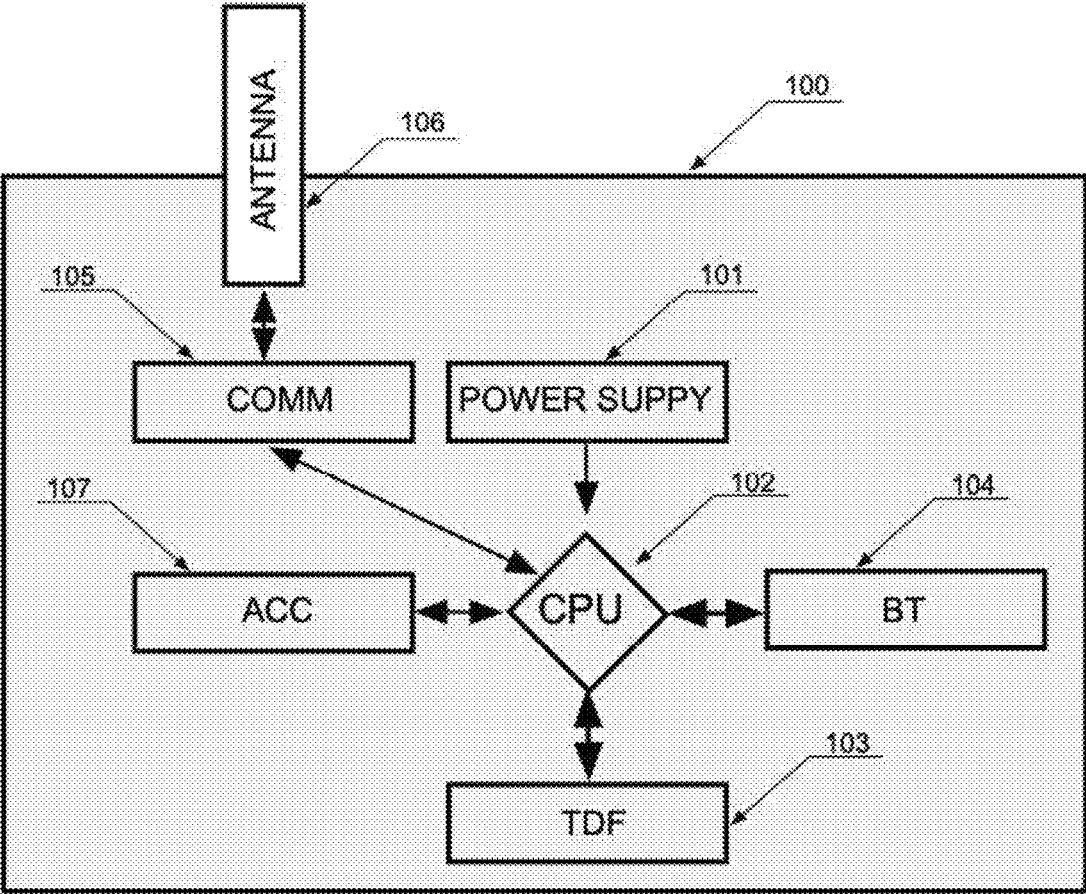 ANTENNA
100
106
105
101
COMM
POWER SUPPY
107
102
104
ACC
CPU
BT
103
TDF